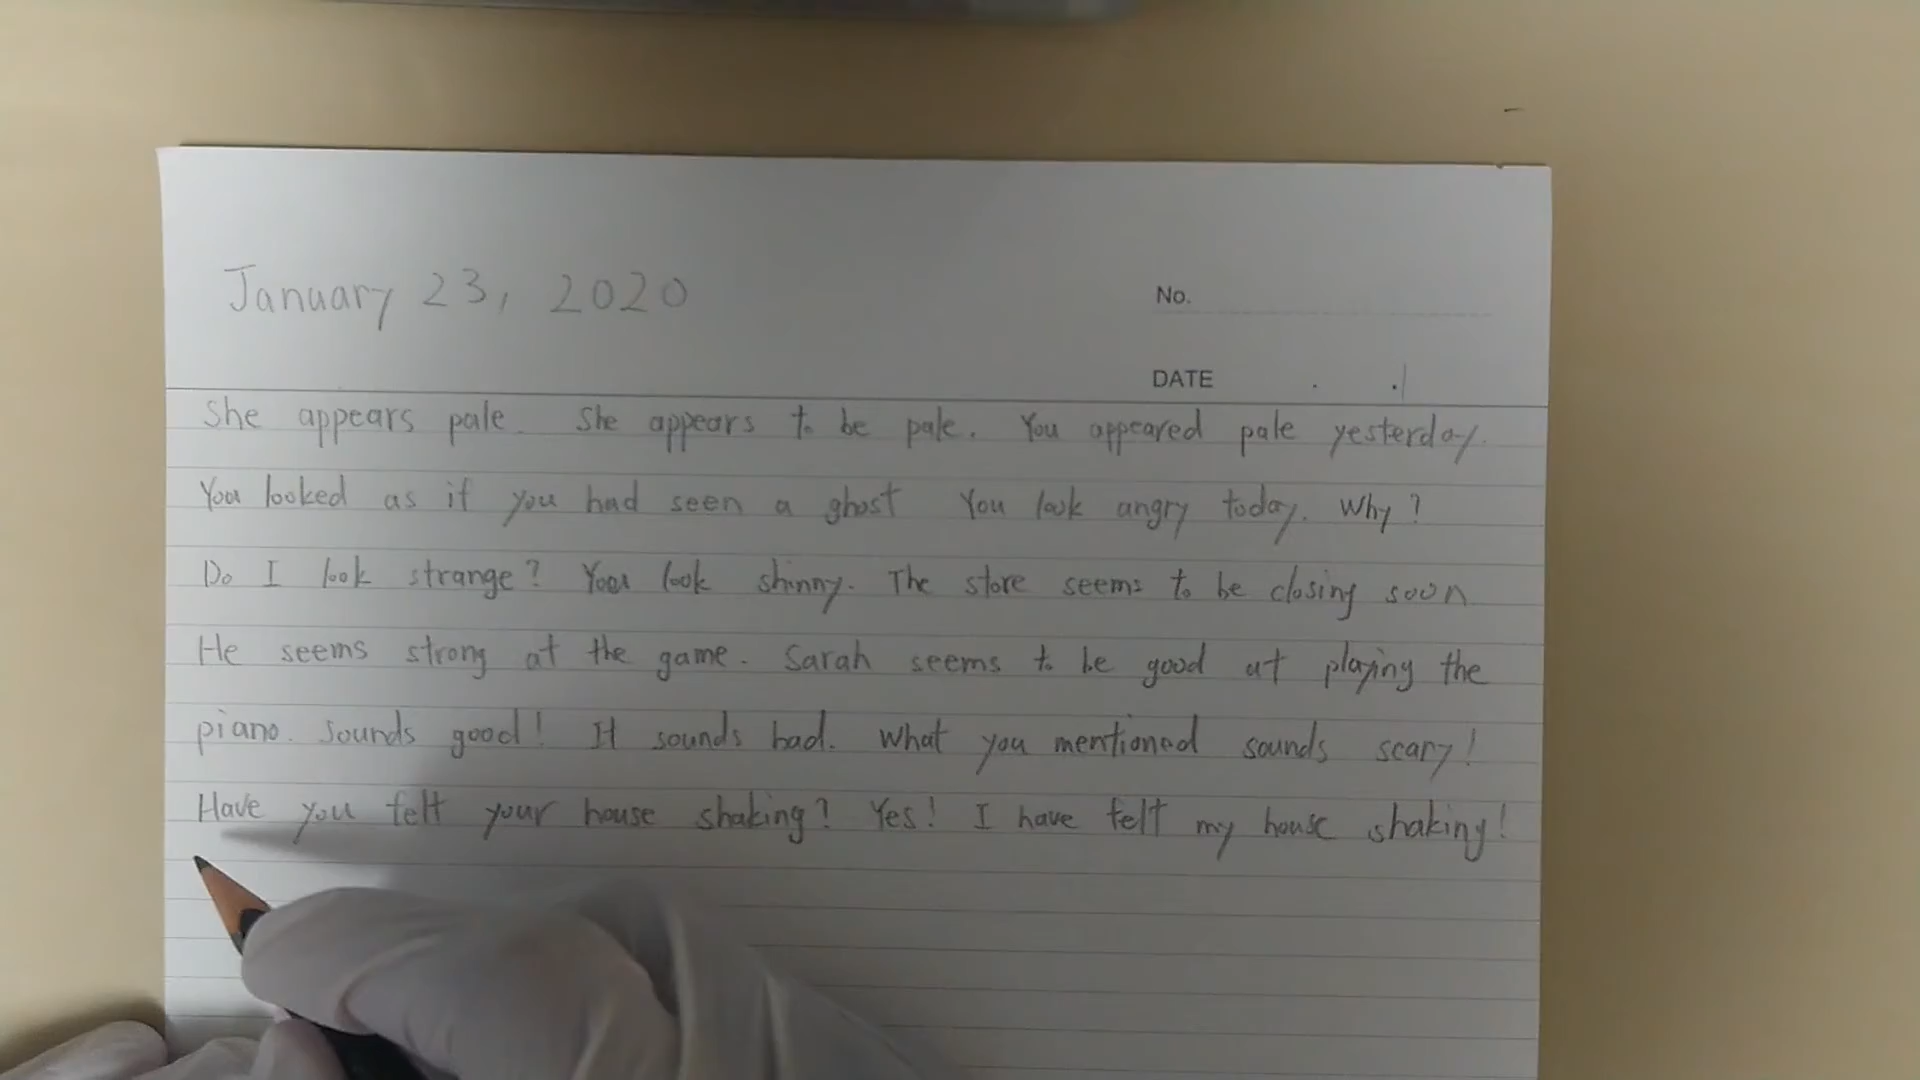 January 23, 2020
No.
DATE . .
She appears pale. She appears to be pale. You appeared pale yesterday.
You looked as if you had seen a ghost You look angry today. Why?
Do I look strange? You look shinny. The store seems to be closing soon
He seems strong at the game. Sarah seems to be good at playing the
piano. Sounds good! It sounds bad. What you mentioned sounds scary!
Have you felt your house shaking? Yes! I have felt my house shaking!